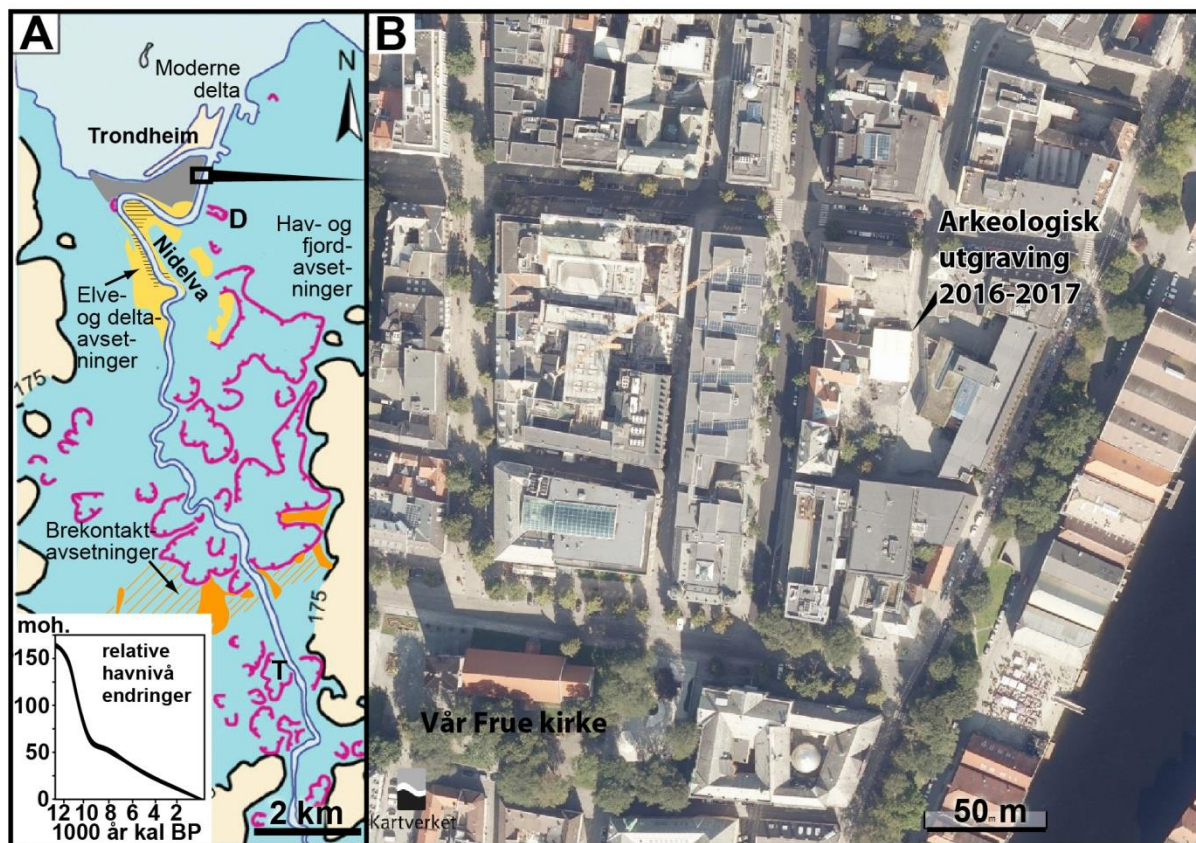 A
N
Moderne
delta
Trondheim
D
Hav- og
fjord-
avset-
ninger
Nidelva
Elve-
og delta-
avset-
ninger
175
Brekontakt-
avsetninger
175
T
moh.
150
100
50
0
relative
havnivå
endringer
12 10 8 6 4 2
1000 år kal BP
2 km
B
Arkeologisk
utgraving
2016-2017
Vår Frue kirke
Kartverket
50 m